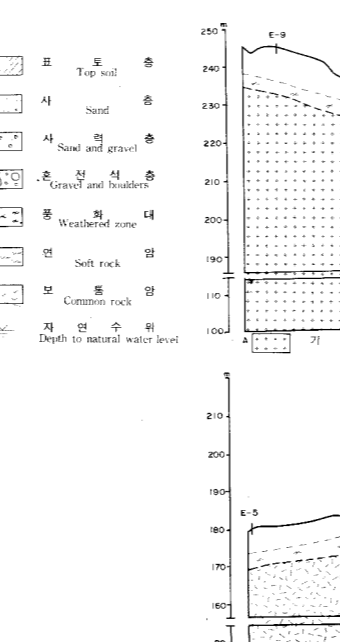 표 토 층
Top soil
사 층
Sand
사 력 층
Sand and gravel
혼 전 석 층
Gravel and boulders
풍 화 대
Weathered zone
연 암
Soft rock
보 통 암
Common rock
자 연 수 위
Depth to natural water level
m
250
E-9
240
230
220
210
200
190
110
100
A
기
m
210
200
190
E-5
180
170
160